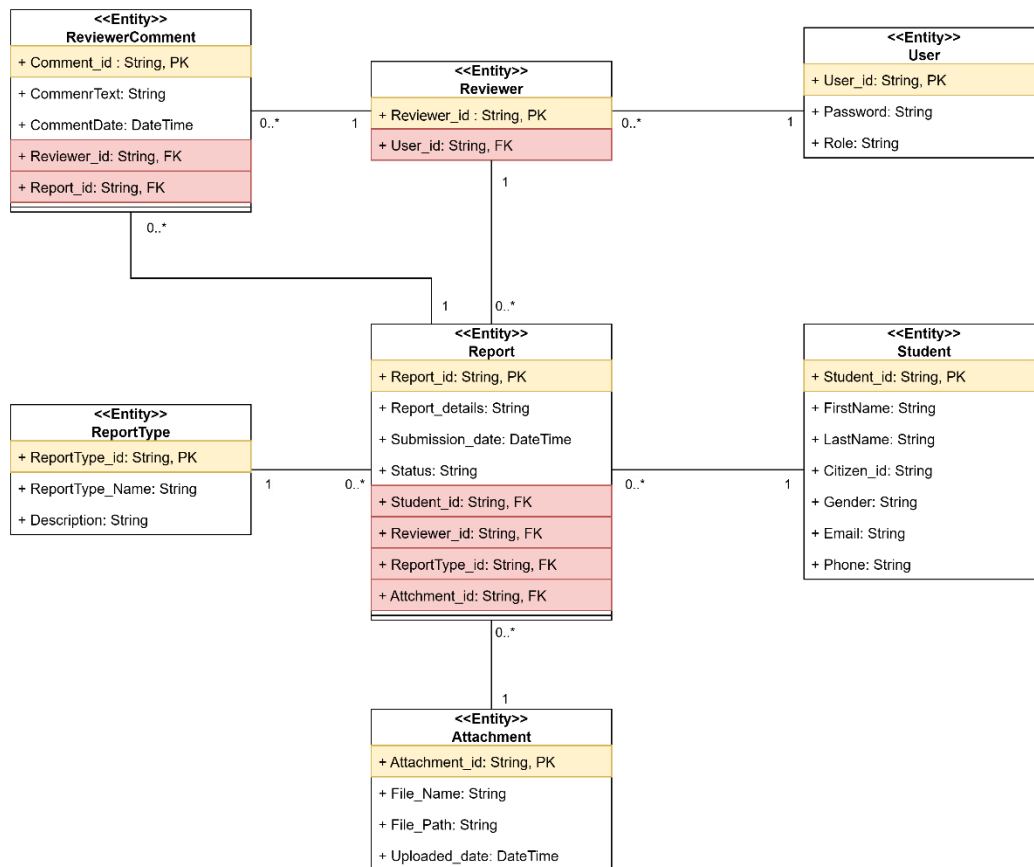 <<Entity>>
ReviewerComment
+ Comment_id : String, PK
+ CommenrText: String
+ CommentDate: DateTime
+ Reviewer_id: String, FK
+ Report_id: String, FK
0..*
1
<<Entity>>
Reviewer
+ Reviewer_id : String, PK
+ User_id: String, FK
0..*
1
<<Entity>>
User
+ User_id: String, PK
+ Password: String
+ Role: String
0..*
1
1
0..*
<<Entity>>
Report
+ Report_id: String, PK
+ Report_details: String
+ Submission_date: DateTime
+ Status: String
+ Student_id: String, FK
+ Reviewer_id: String, FK
+ ReportType_id: String, FK
+ Attchment_id: String, FK
<<Entity>>
ReportType
+ ReportType_id: String, PK
+ ReportType_Name: String
+ Description: String
1
0..*
0..*
1
<<Entity>>
Student
+ Student_id: String, PK
+ FirstName: String
+ LastName: String
+ Citizen_id: String
+ Gender: String
+ Email: String
+ Phone: String
0..*
1
<<Entity>>
Attachment
+ Attachment_id: String, PK
+ File_Name: String
+ File_Path: String
+ Uploaded_date: DateTime